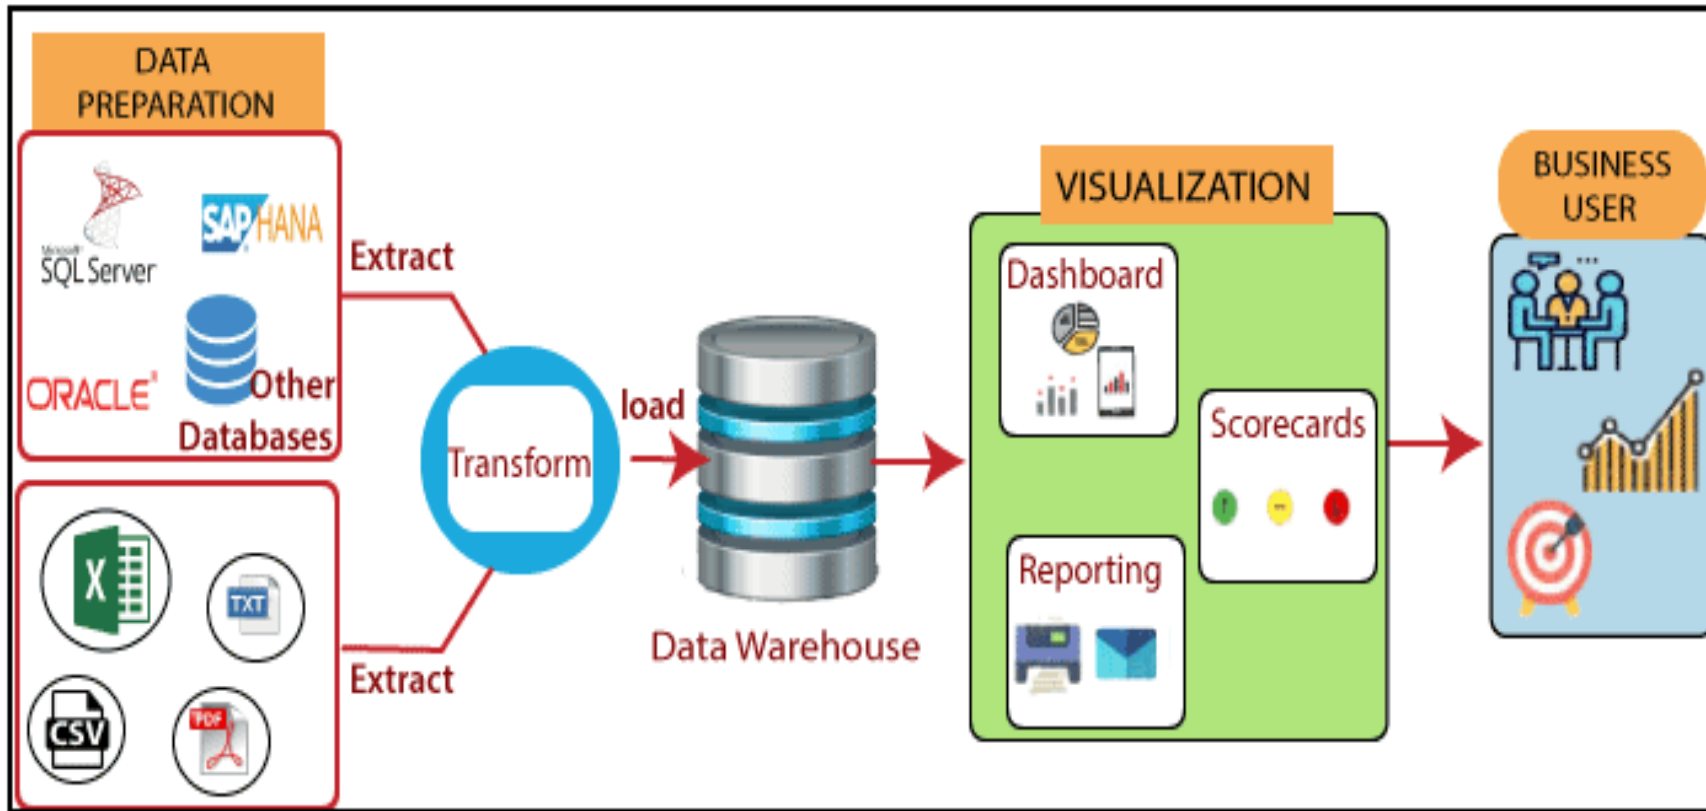 DATA
PREPARATION
Microsoft
SQL Server
SAP HANA
ORACLE
Other
Databases
Extract
Transform
load
X
TXT
CSV
PDF
Extract
Data Warehouse
VISUALIZATION
Dashboard
Scorecards
Reporting
BUSINESS
USER